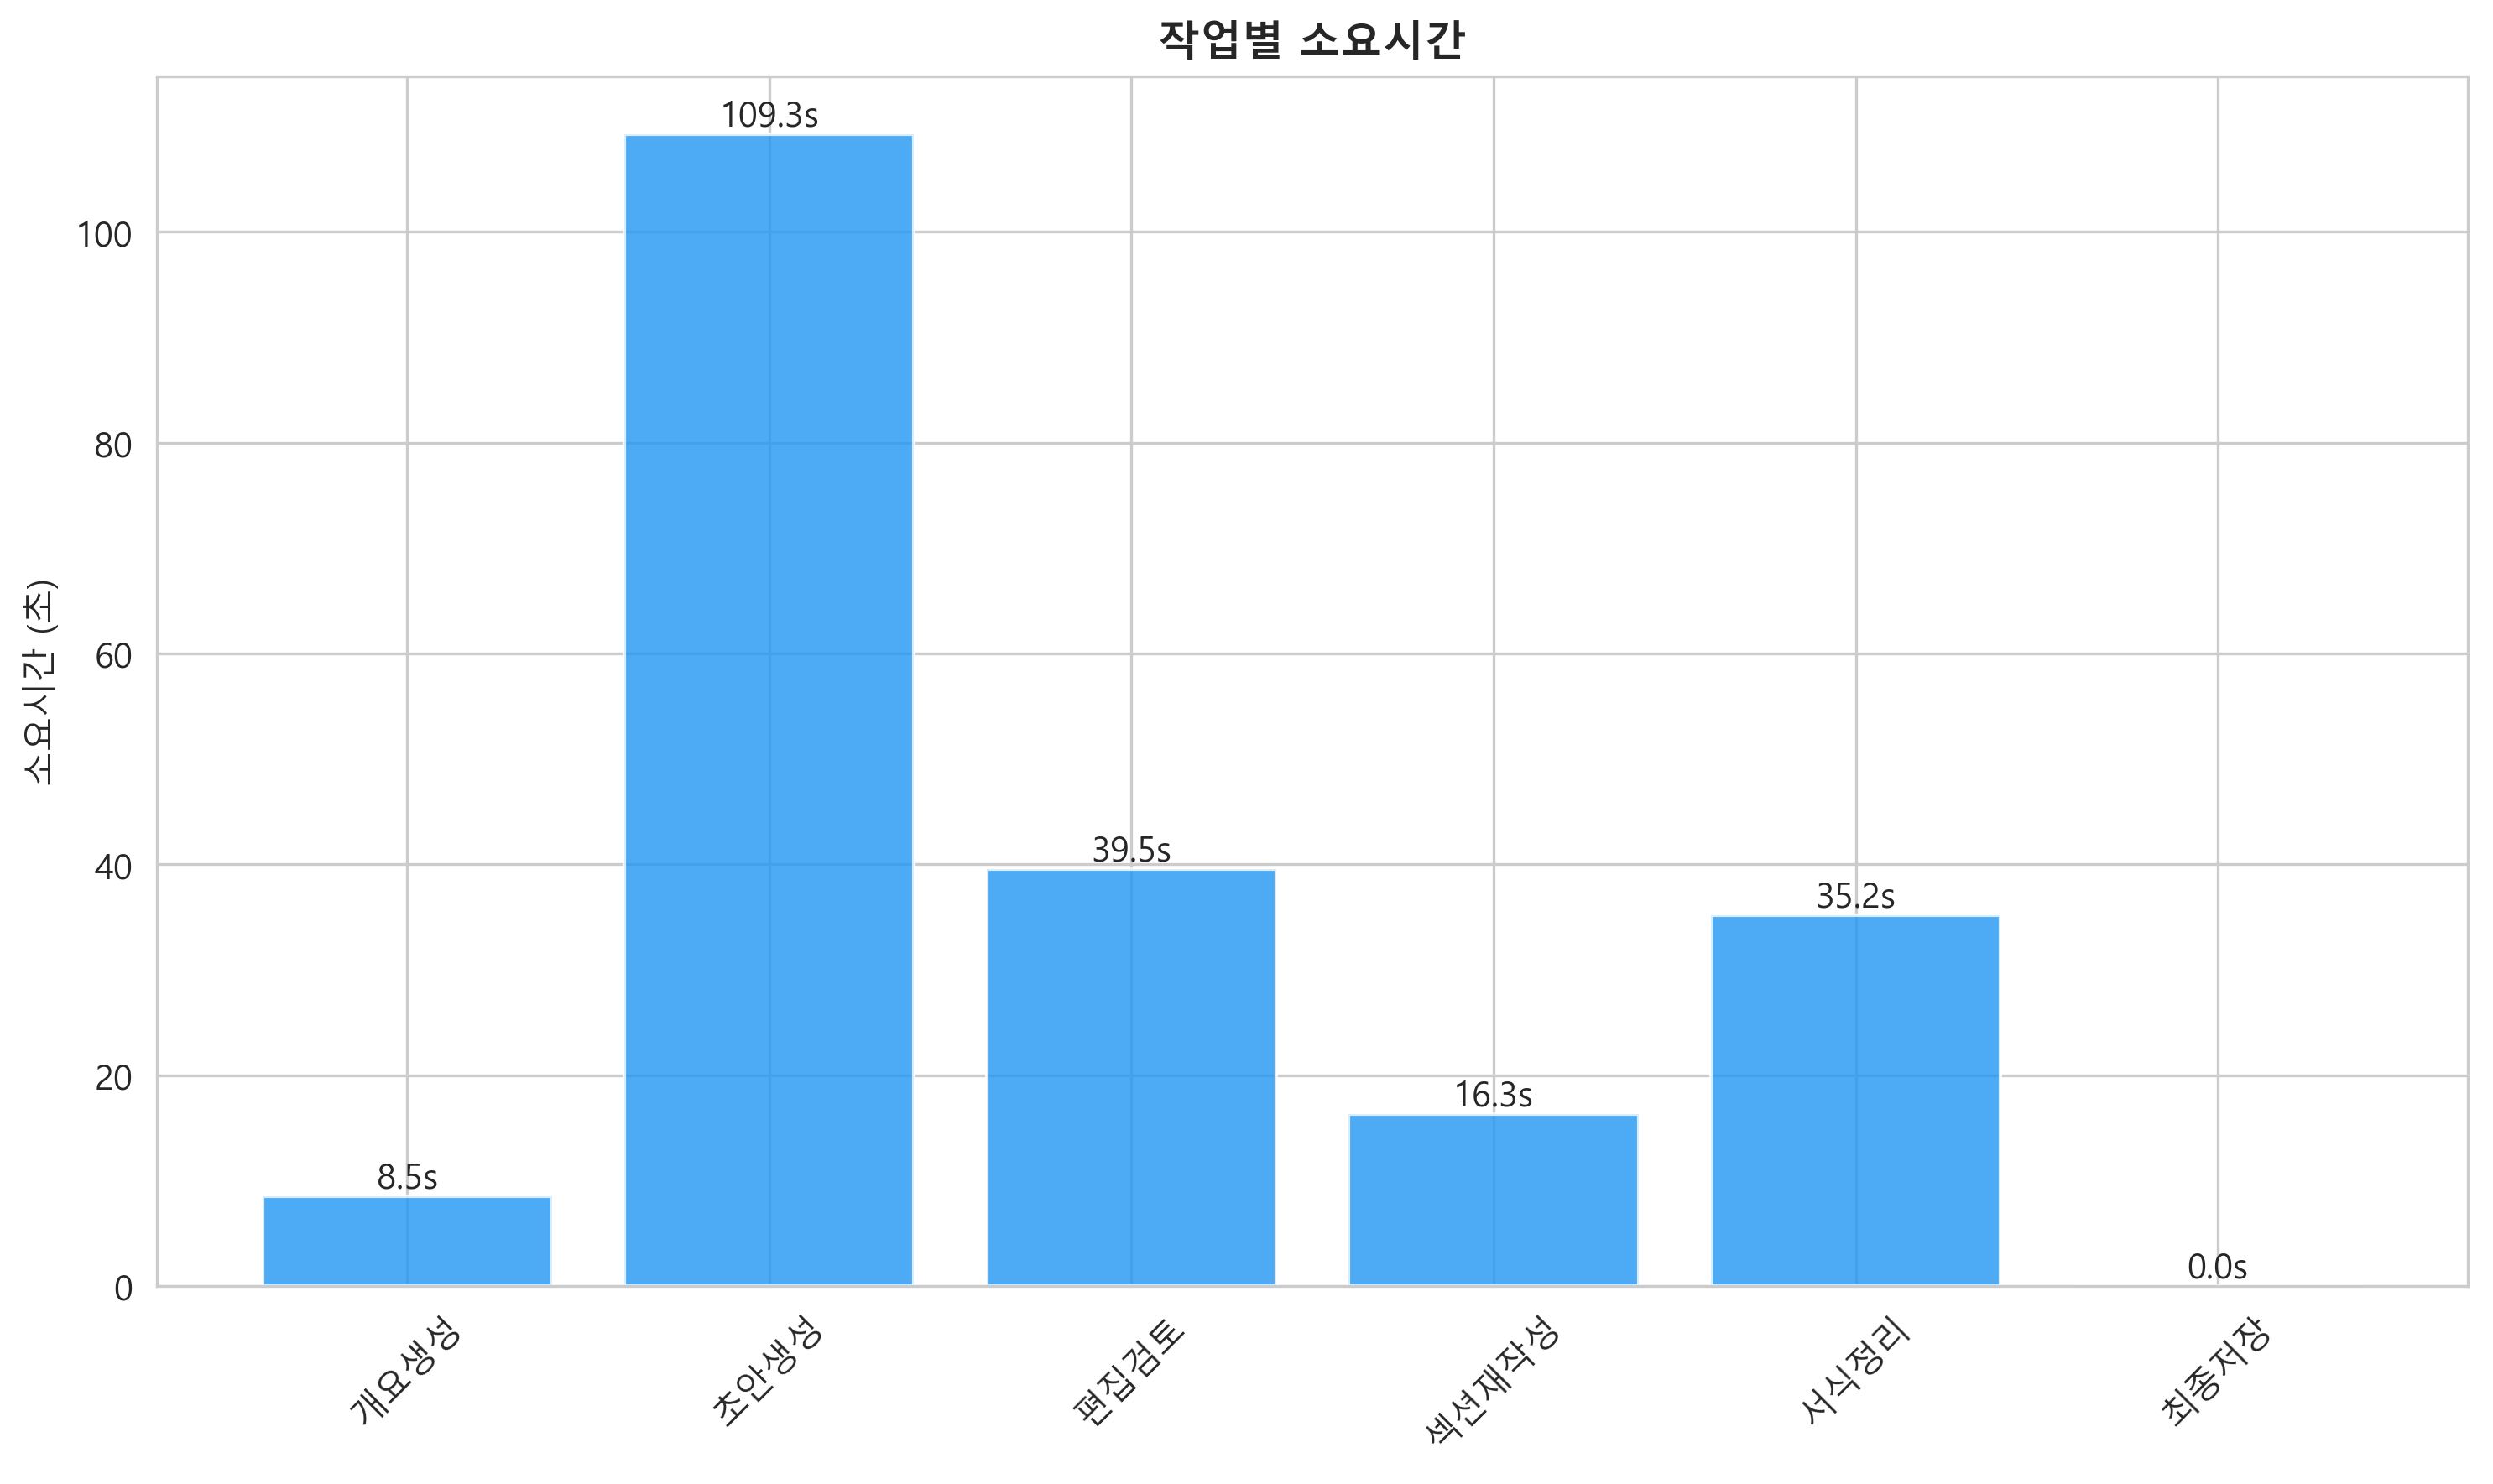 작업별 소요시간
109.3s
100
80
소요시간 (초)
60
39.5s
40
35.2s
20
16.3s
8.5s
0.0s
0
개요생성
초안생성
편집검토
섹션재작성
서식정리
최종저장